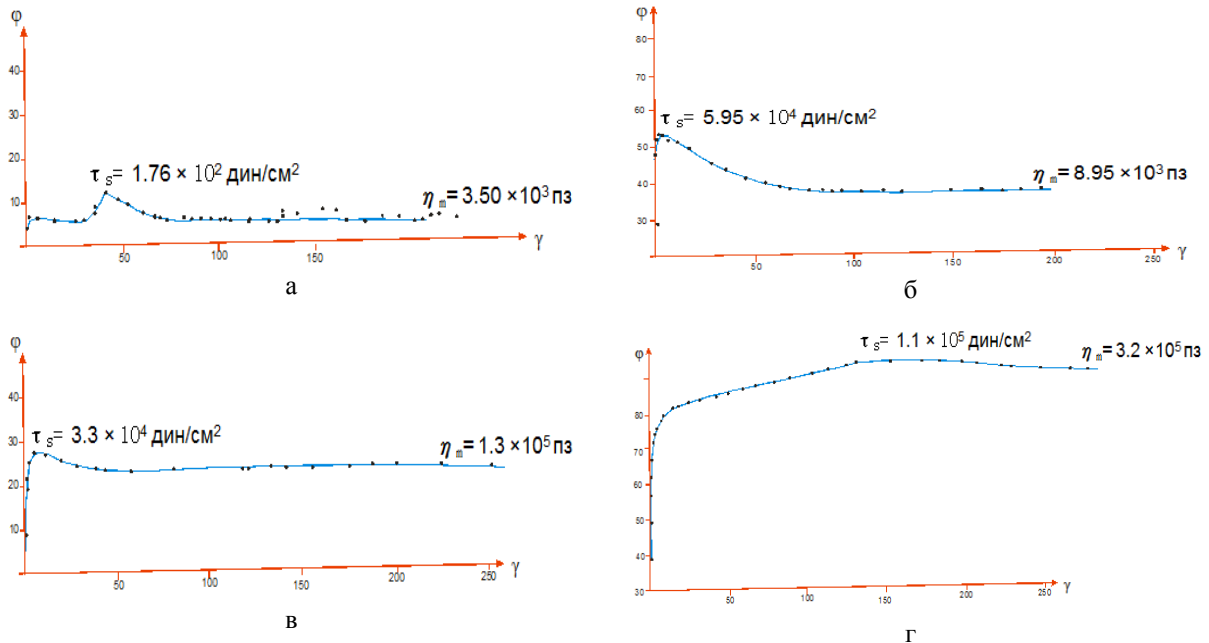 φ
40
30
20
10
τ s= 1.76 × 10² дин/см²
η m=3.50 ×10³ пз
50
100
150
γ
а
φ
80
70
60
50
40
30
τ s= 5.95 × 10⁴ дин/см²
η m=8.95 ×10³ пз
50
100
150
200
250
γ
б
φ
40
30
20
10
τ s= 3.3 × 10⁴ дин/см²
η m=1.3 ×10⁵ пз
50
100
150
200
250
γ
в
φ
80
70
60
50
40
30
τ s= 1.1 × 10⁵ дин/см²
η m=3.2 ×10⁵ пз
50
100
150
200
250
γ
г